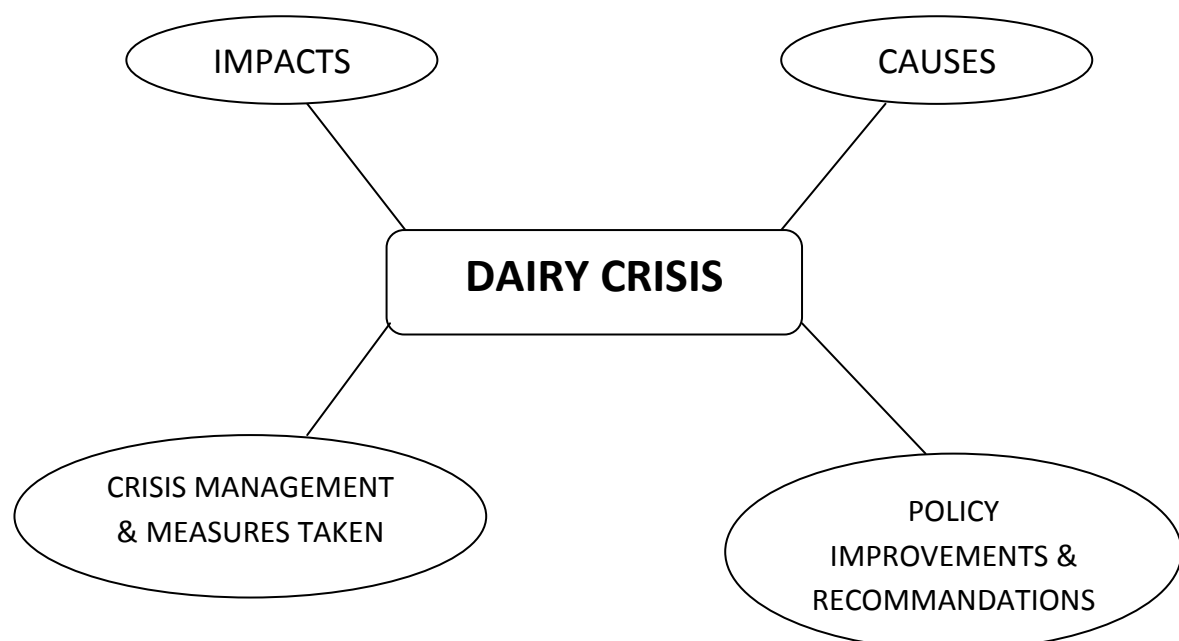 IMPACTS
CAUSES
DAIRY CRISIS
CRISIS MANAGEMENT
& MEASURES TAKEN
POLICY
IMPROVEMENTS &
RECOMMANDATIONS